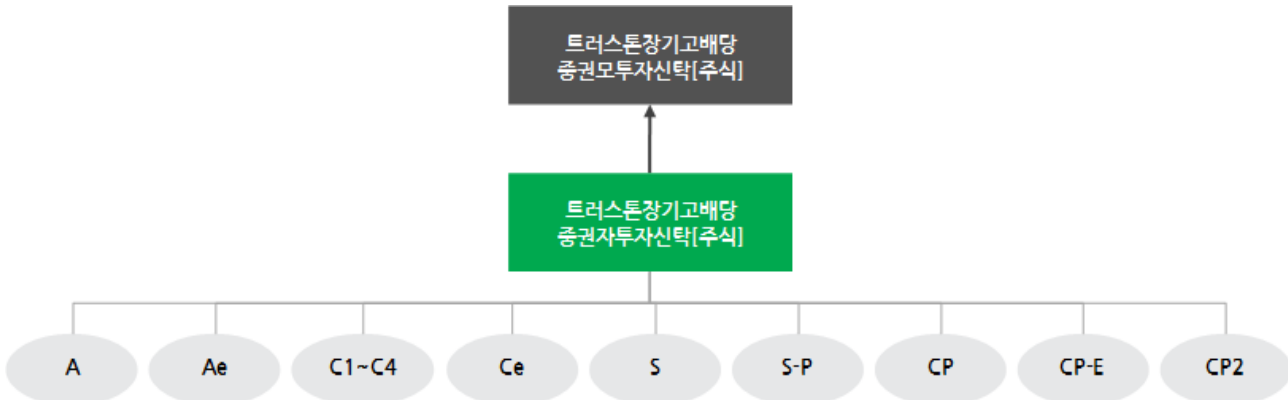 트러스톤장기고배당
증권모투자신탁[주식]
트러스톤장기고배당
증권자투자신탁[주식]
A
Ae
C1~C4
Ce
S
S-P
CP
CP-E
CP2